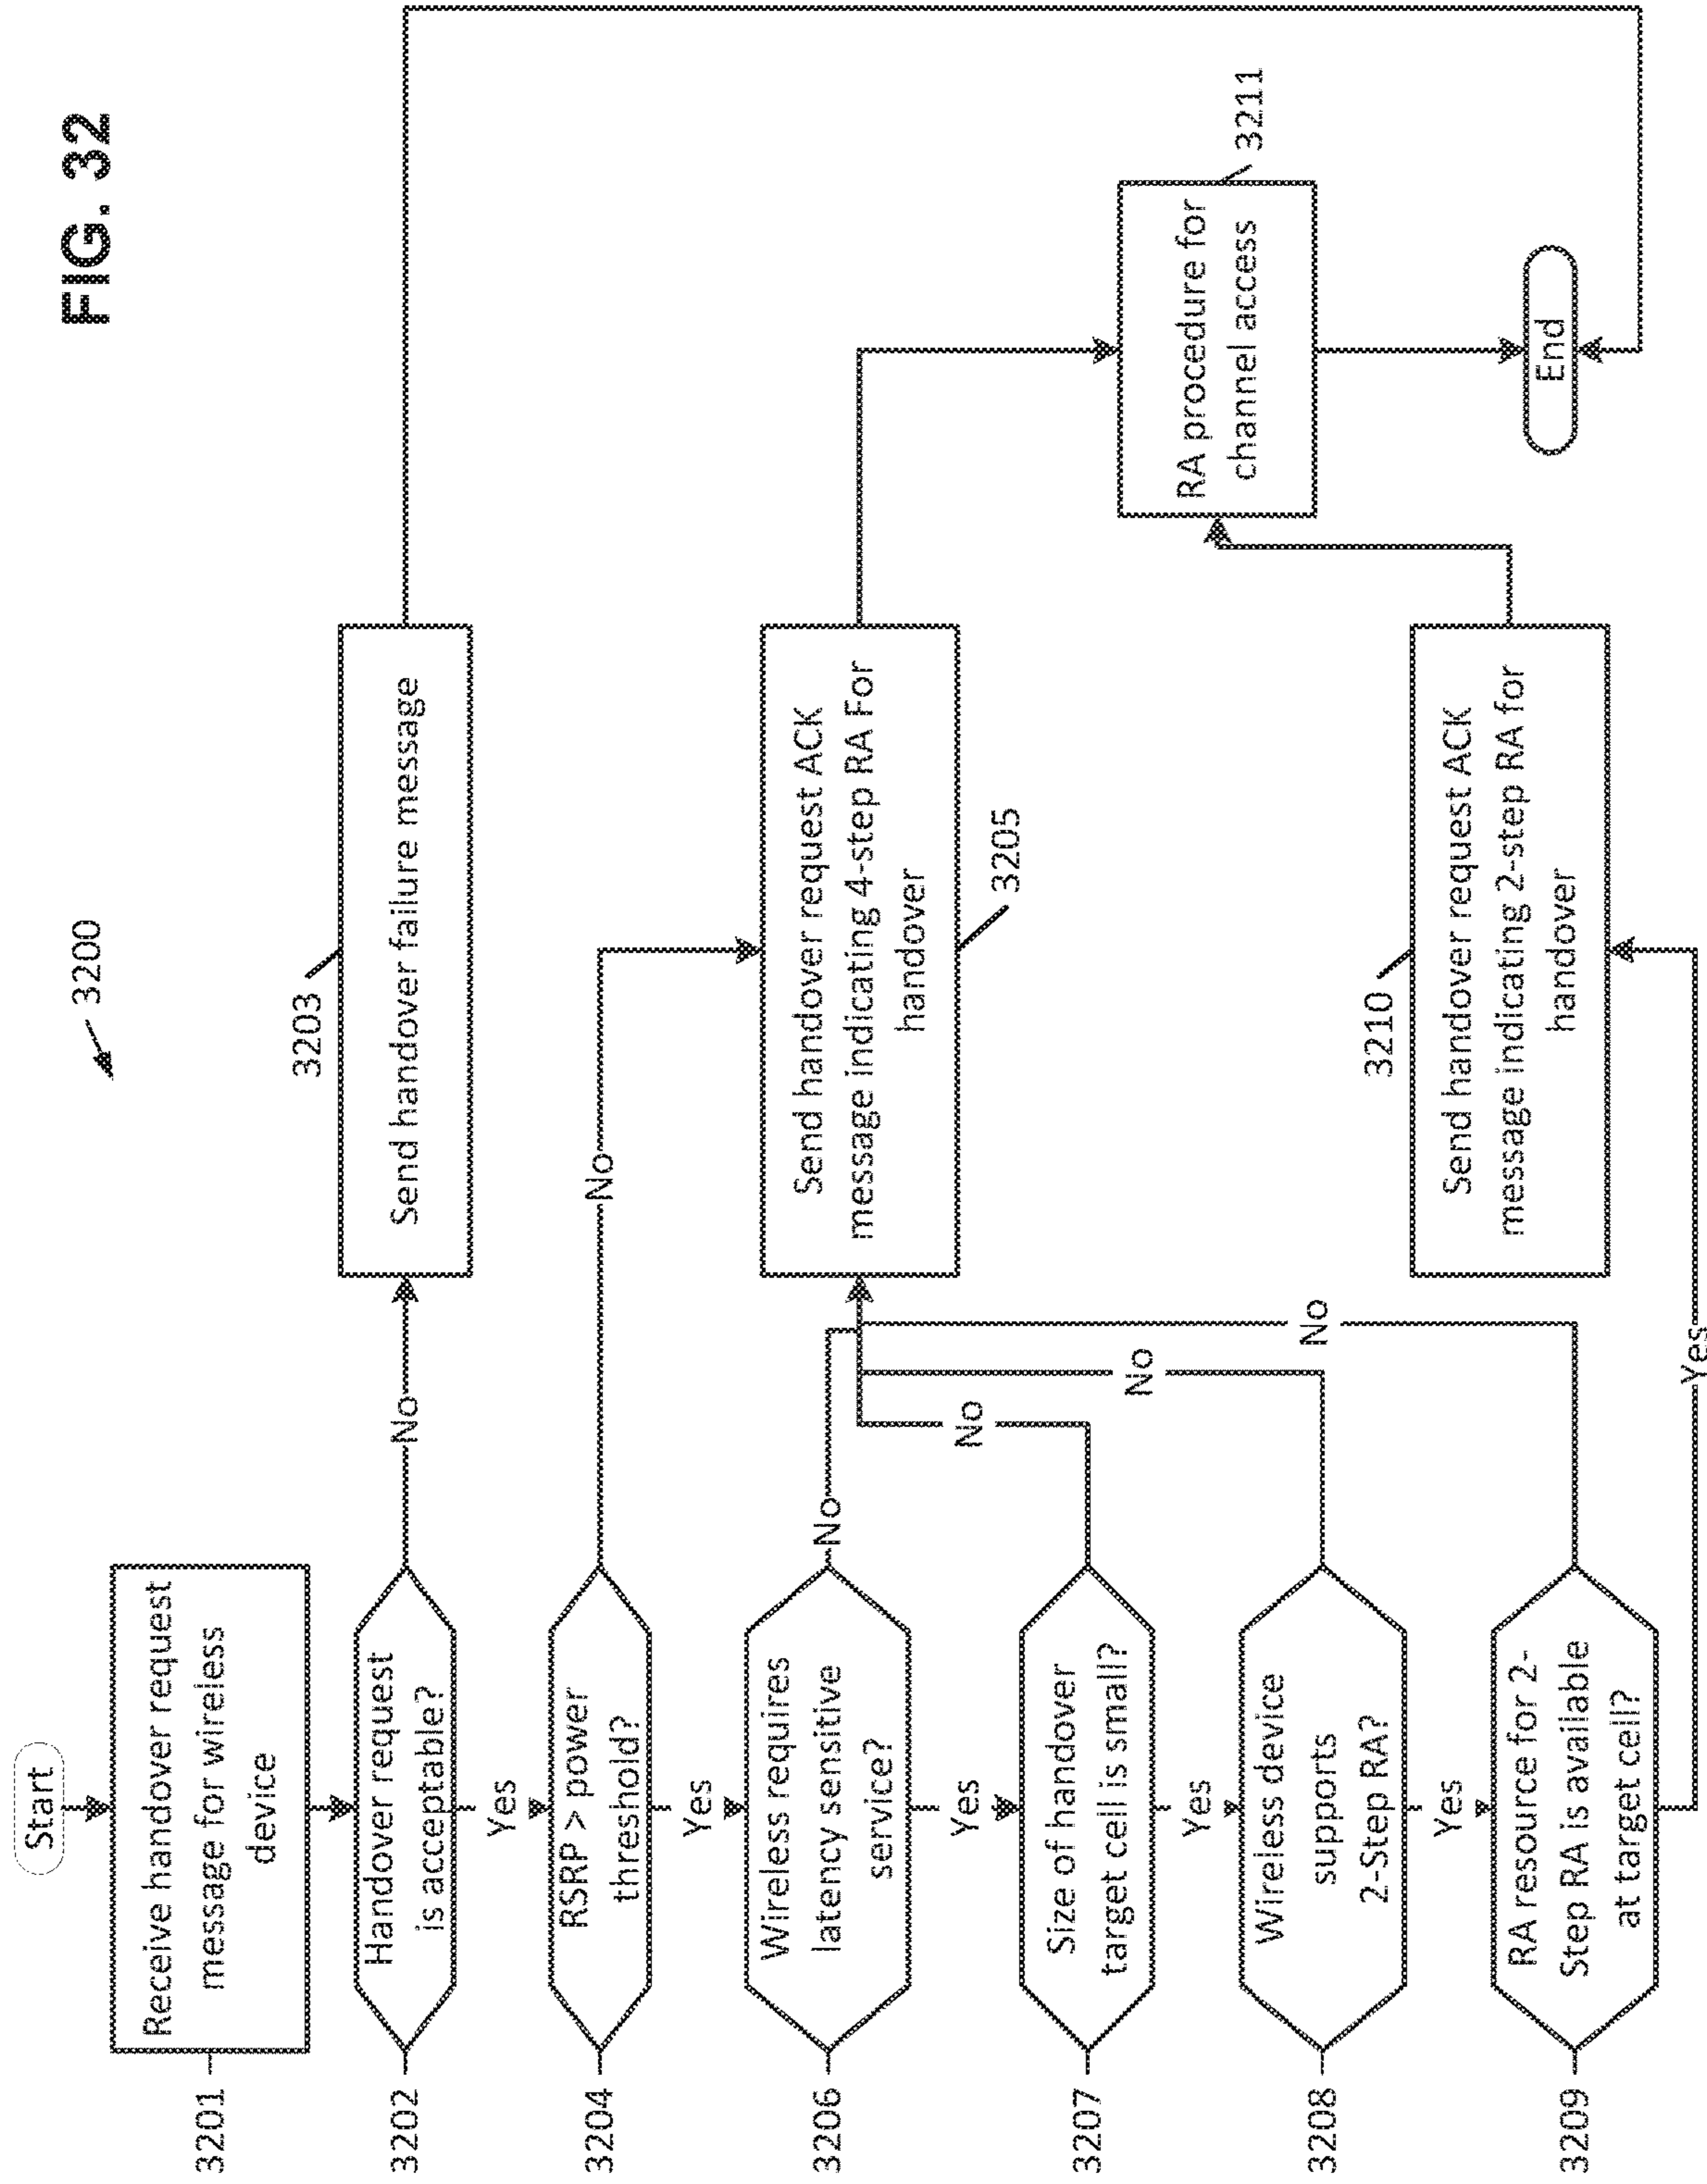 FIG. 32
3200
Start
3201
Receive handover request
message for wireless
device
3202
Handover request
is acceptable?
No
3203
Send handover failure message
Yes
3204
RSRP > power
threshold?
No
Yes
3206
Wireless requires
latency sensitive
service?
No
Send handover request ACK
message indicating 4-step RA For
handover
3205
Yes
3207
Size of handover
target cell is small?
No
Yes
3208
Wireless device
supports
2-Step RA?
No
Yes
3209
RA resource for 2-
Step RA is available
at target cell?
No
Yes
3210
Send handover request ACK
message indicating 2-step RA for
handover
RA procedure for
channel access
3211
End